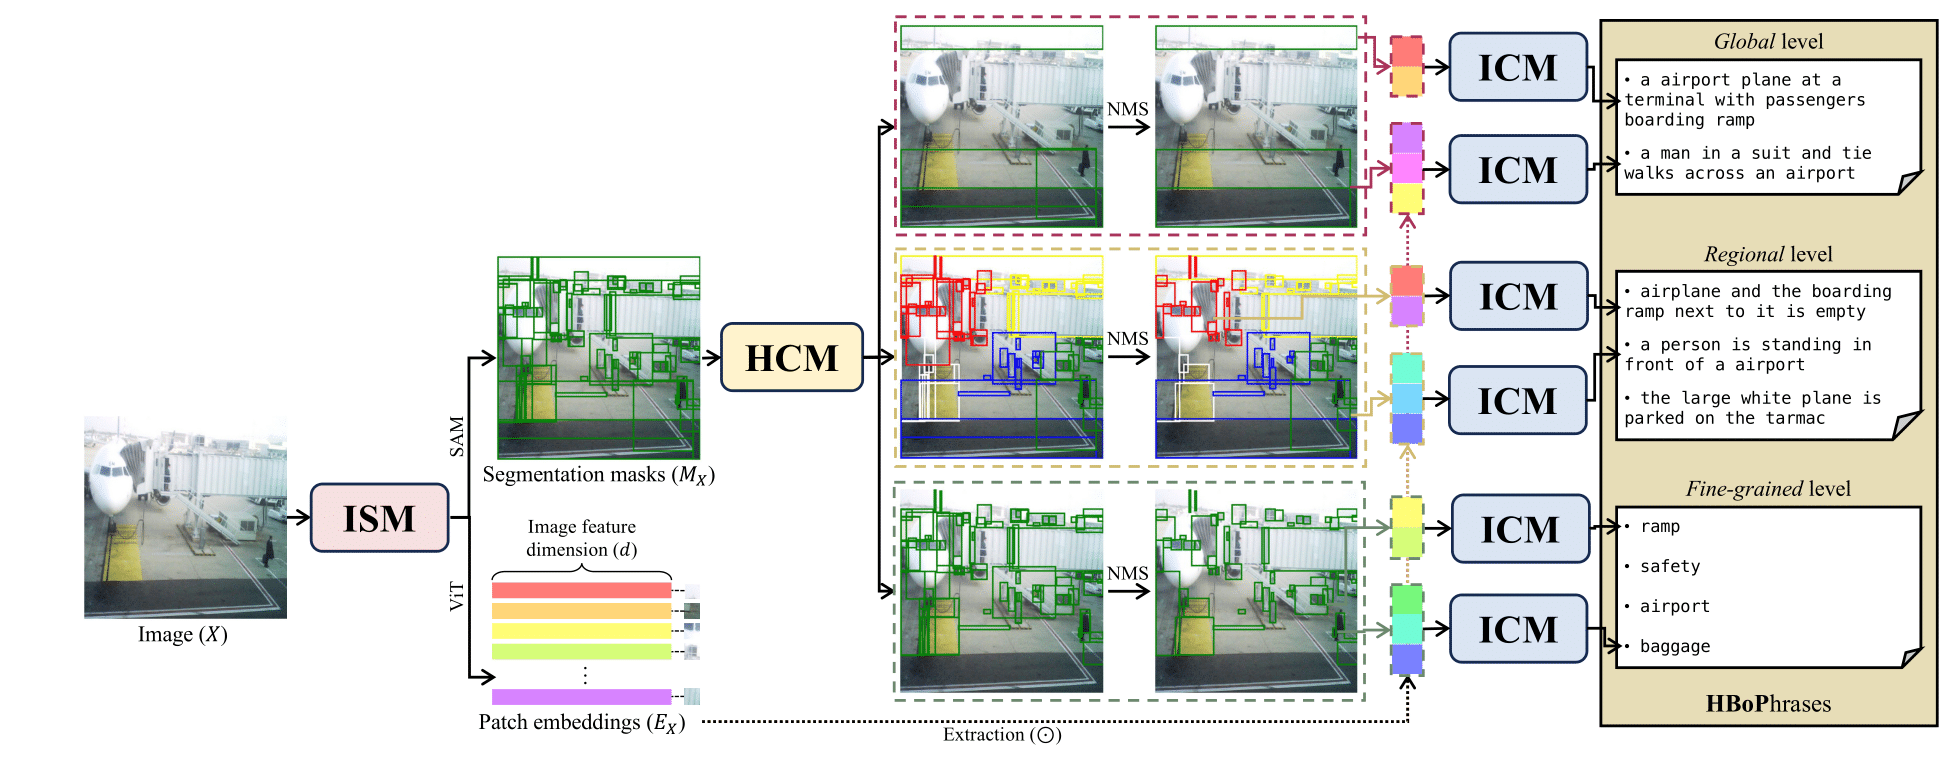 Image (X)
ISM
SAM
ViT
Segmentation masks (M_X)
Image feature
dimension (d)
⋮
Patch embeddings (E_X)
Extraction (⊙)
HCM
NMS
NMS
NMS
ICM
ICM
ICM
ICM
ICM
ICM
Global level
• a airport plane at a
terminal with passengers
boarding ramp
• a man in a suit and tie
walks across an airport
Regional level
• airplane and the boarding
ramp next to it is empty
• a person is standing in
front of a airport
• the large white plane is
parked on the tarmac
Fine-grained level
• ramp
• safety
• airport
• baggage
HBoPhrases